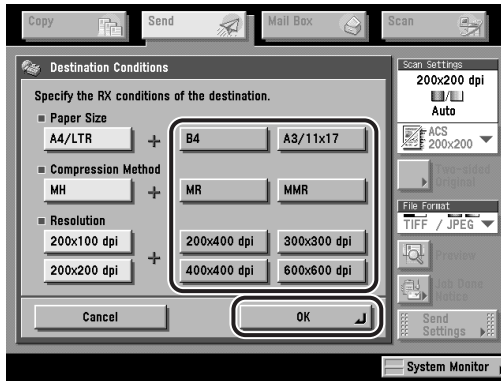 Copy Send Mail Box Scan
Destination Conditions
Specify the RX conditions of the destination.
Paper Size
A4/LTR + B4 A3/11x17
Compression Method
MH + MR MMR
Resolution
200x100 dpi 200x400 dpi 300x300 dpi
+
200x200 dpi 400x400 dpi 600x600 dpi
Cancel OK
Scan Settings
200x200 dpi
Auto
ACS
200x200
Two-sided
Original
File Format
TIFF / JPEG
Preview
Job Done
Notice
Send
Settings
System Monitor